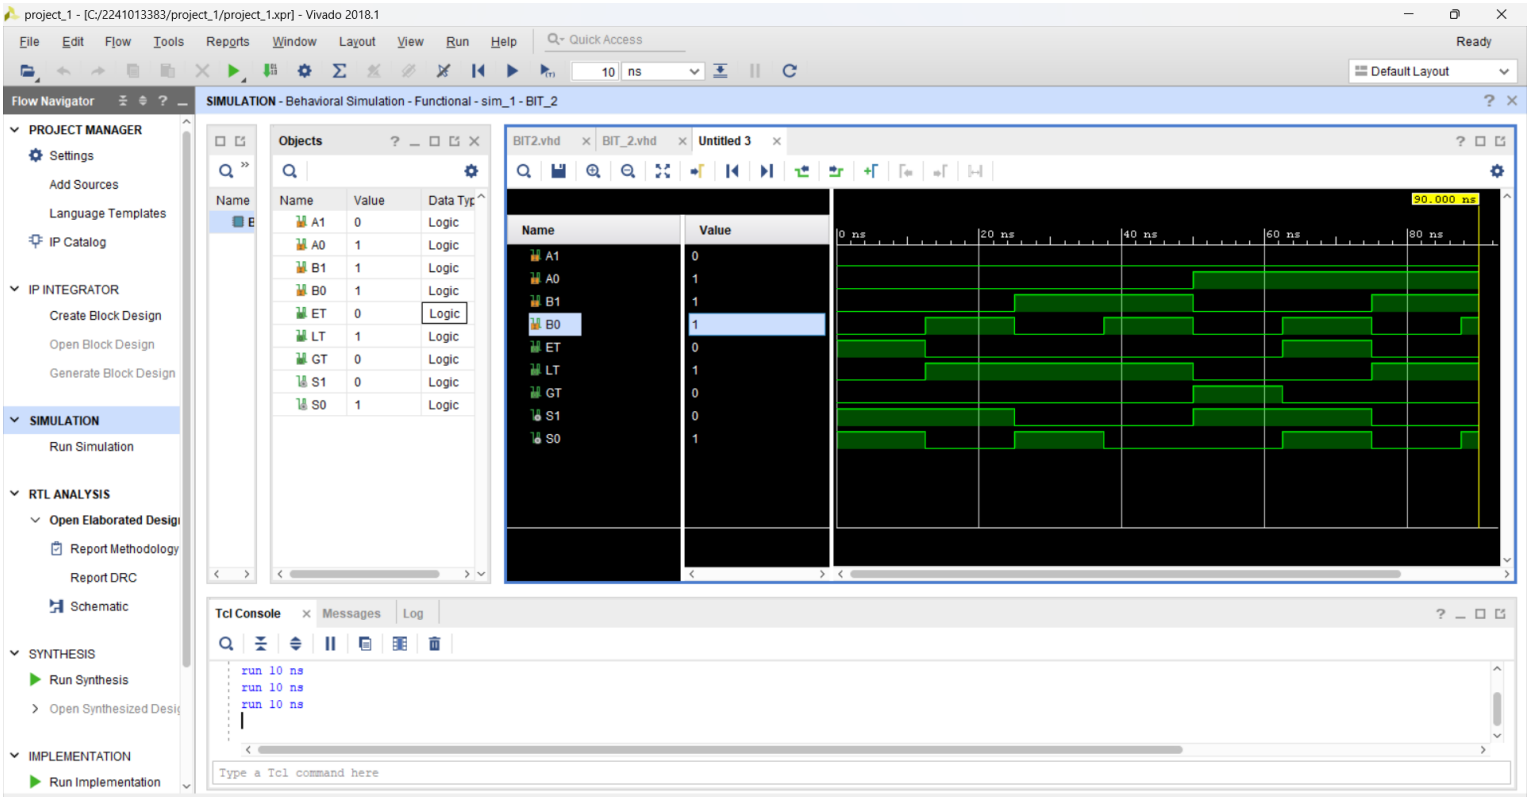 project_1 - [C:/2241013383/project_1/project_1.xpr] - Vivado 2018.1
File Edit Flow Tools Reports Window Layout View Run Help Quick Access Ready
10 ns Default Layout
Flow Navigator
PROJECT MANAGER
Settings
Add Sources
Language Templates
IP Catalog
IP INTEGRATOR
Create Block Design
Open Block Design
Generate Block Design
SIMULATION
Run Simulation
RTL ANALYSIS
Open Elaborated Desig
Report Methodology
Report DRC
Schematic
SYNTHESIS
Run Synthesis
Open Synthesized Desig
IMPLEMENTATION
Run Implementation
SIMULATION - Behavioral Simulation - Functional - sim_1 - BIT_2
Name
B
Objects
Name Value Data Typ
A1 0 Logic
A0 1 Logic
B1 1 Logic
B0 1 Logic
ET 0 Logic
LT 1 Logic
GT 0 Logic
S1 0 Logic
S0 1 Logic
BIT2.vhd BIT_2.vhd Untitled 3
90.000 ns
Name Value
0 ns 20 ns 40 ns 60 ns 80 ns
A1 0
A0 1
B1 1
B0 1
ET 0
LT 1
GT 0
S1 0
S0 1
Tcl Console Messages Log
run 10 ns
run 10 ns
run 10 ns
Type a Tcl command here